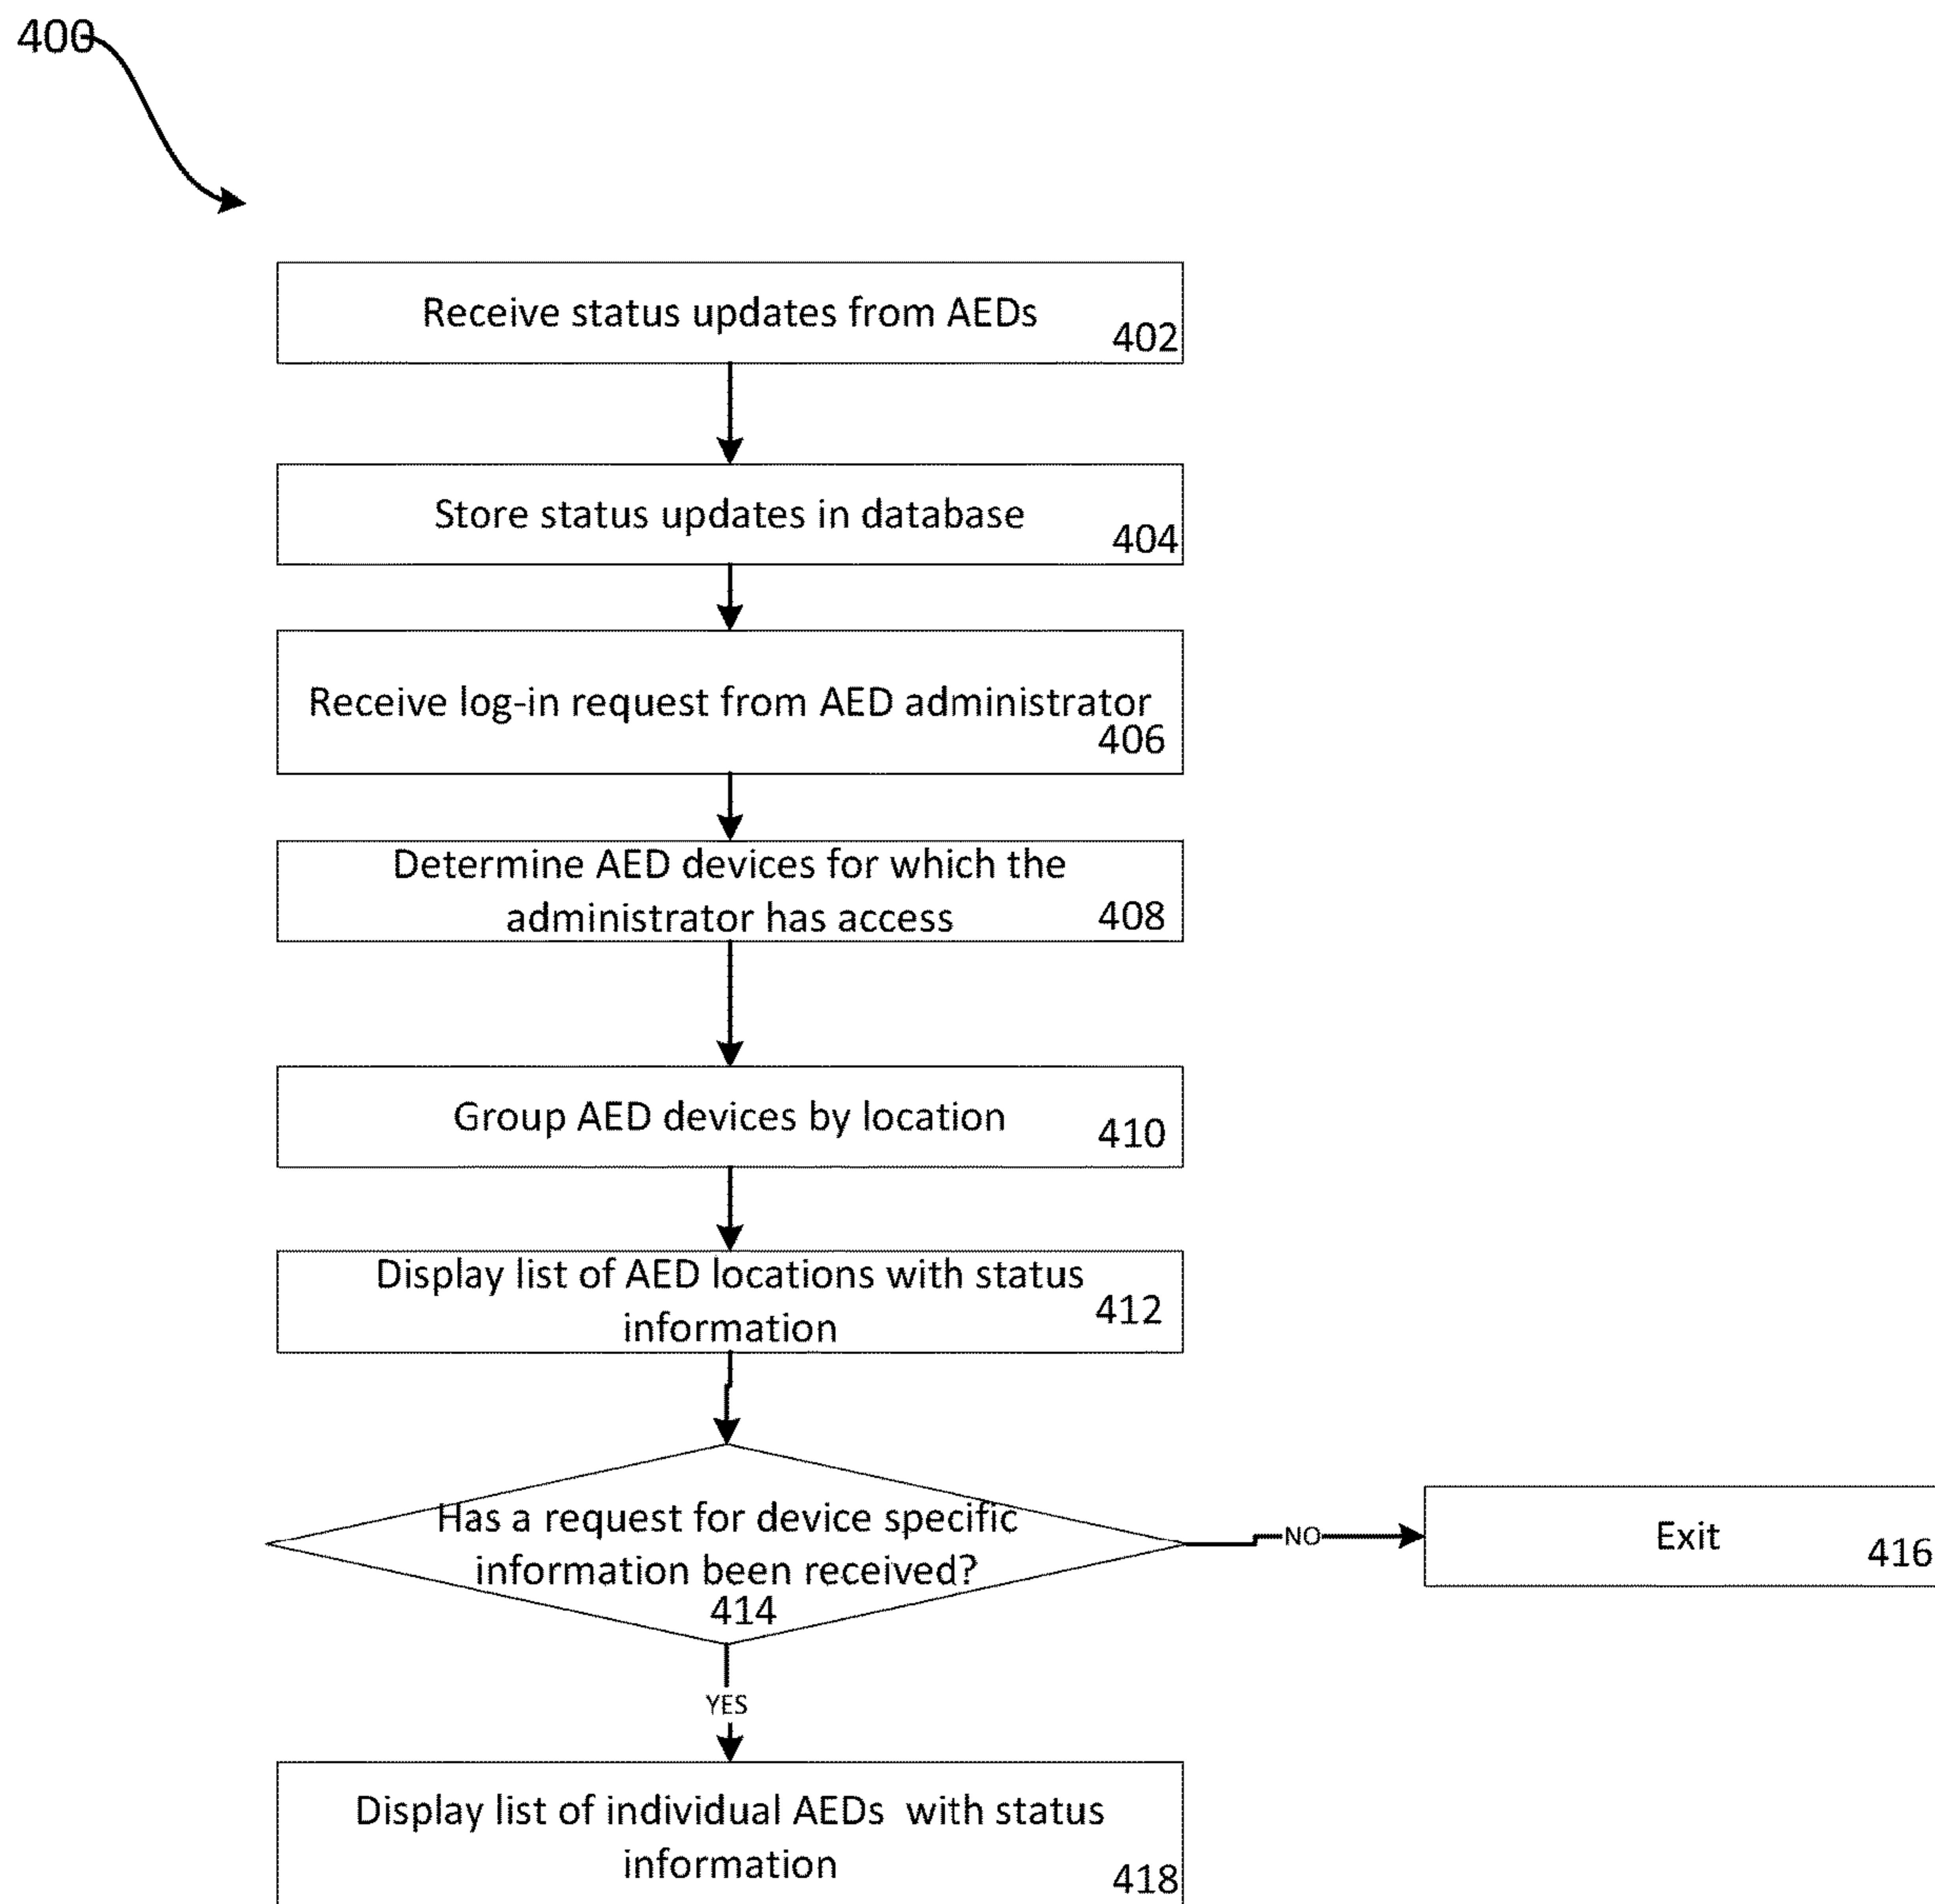 400
Receive status updates from AEDs
402
Store status updates in database
404
Receive log-in request from AED administrator
406
Determine AED devices for which the
administrator has access
408
Group AED devices by location
410
Display list of AED locations with status
information
412
Has a request for device specific
information been received?
414
NO
Exit
416
YES
Display list of individual AEDs with status
information
418